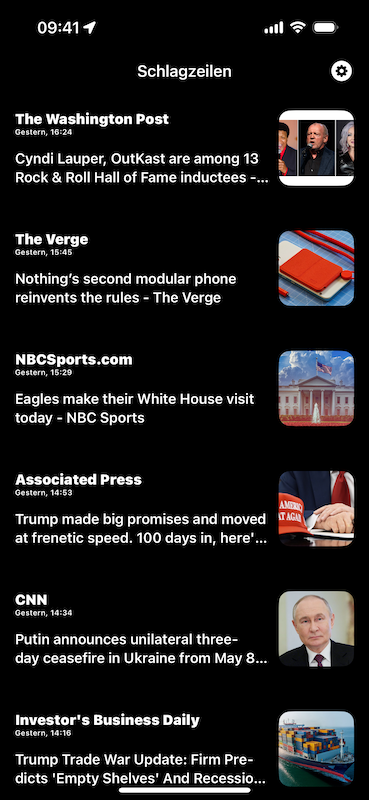 09:41
Schlagzeilen
The Washington Post
Gestern, 16:24
Cyndi Lauper, OutKast are among 13
Rock & Roll Hall of Fame inductees -...
The Verge
Gestern, 15:45
Nothing’s second modular phone
reinvents the rules - The Verge
NBCSports.com
Gestern, 15:29
Eagles make their White House visit
today - NBC Sports
Associated Press
Gestern, 14:53
Trump made big promises and moved
at frenetic speed. 100 days in, here'...
AMERIC
AT AGAI
CNN
Gestern, 14:34
Putin announces unilateral three-
day ceasefire in Ukraine from May 8...
Investor's Business Daily
Gestern, 14:16
Trump Trade War Update: Firm Pre-
dicts 'Empty Shelves' And Recessio...